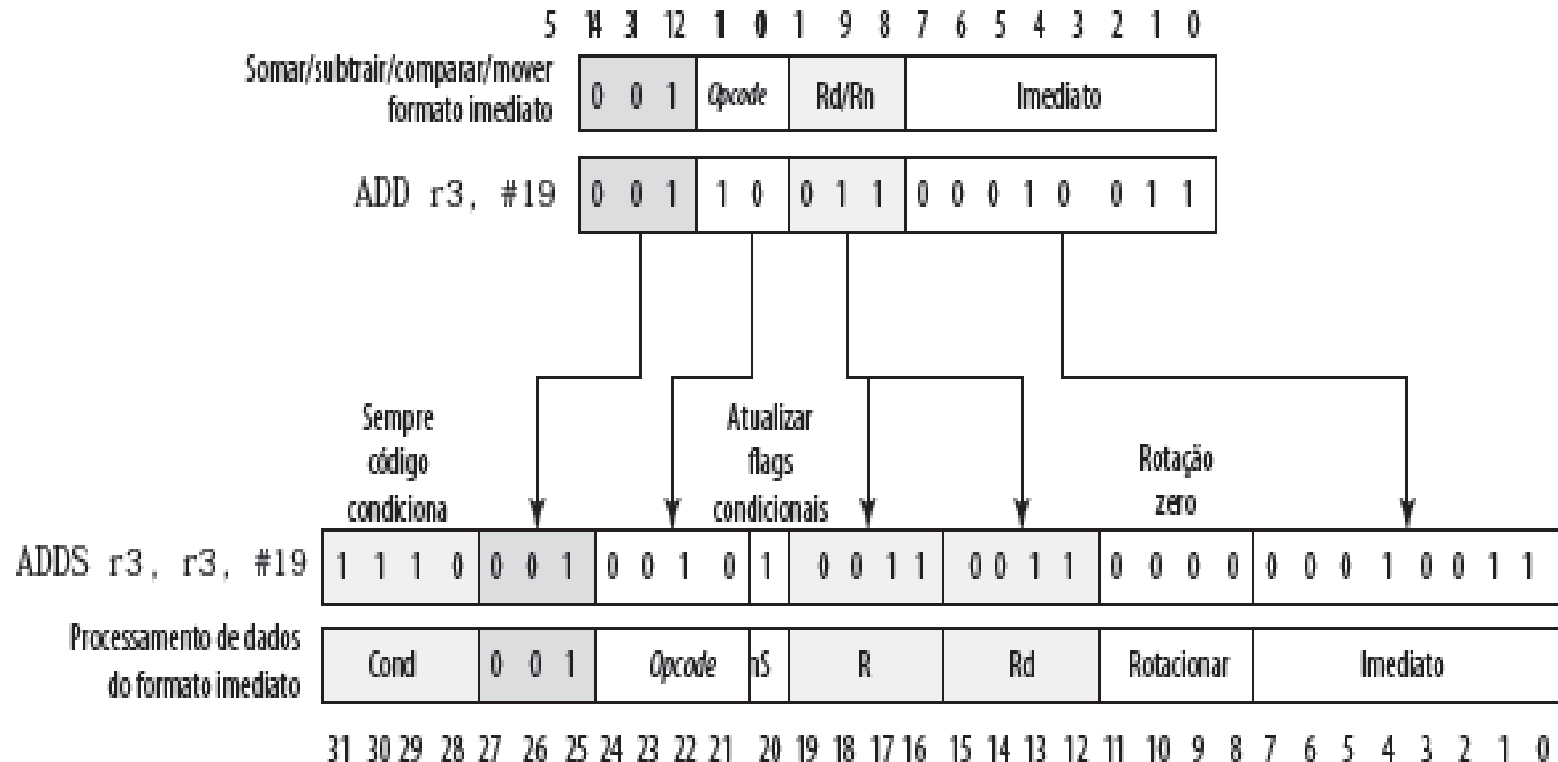 5 14 31 12 1 0 1 9 8 7 6 5 4 3 2 1 0
Somar/subtrair/comparar/mover
formato imediato
0 0 1 Opcode Rd/Rn Imediato
ADD r3, #19 0 0 1 1 0 0 1 1 0 0 0 1 0 0 1 1
Sempre
código
condiciona
Atualizar
flags
condicionais
Rotação
zero
ADDS r3, r3, #19 1 1 1 0 0 0 1 0 0 1 0 1 0 0 1 1 0 0 1 1 0 0 0 0 0 0 0 1 0 0 1 1
Processamento de dados
do formato imediato
Cond 0 0 1 Opcode nS R Rd Rotacionar Imediato
31 30 29 28 27 26 25 24 23 22 21 20 19 18 17 16 15 14 13 12 11 10 9 8 7 6 5 4 3 2 1 0